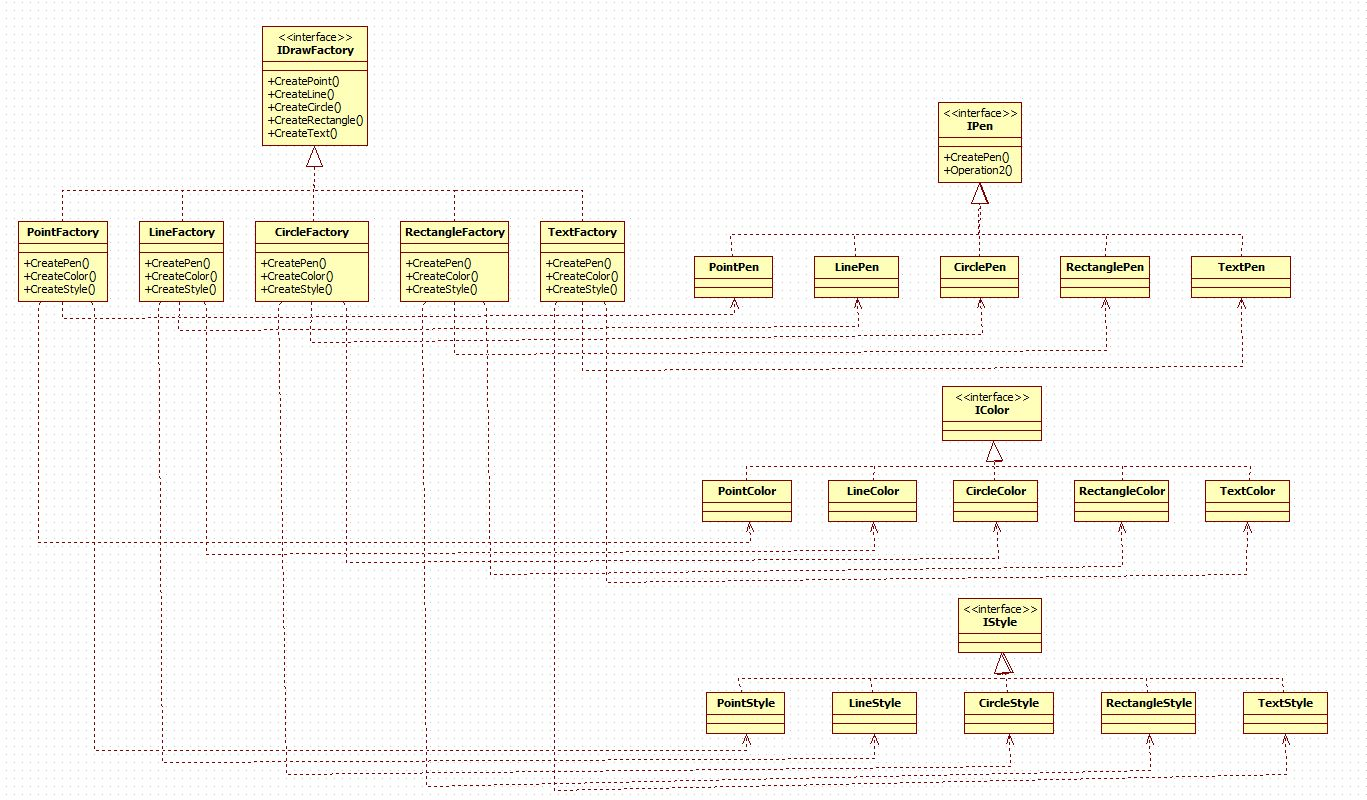 <<interface>>
IDrawFactory
+CreatePoint()
+CreateLine()
+CreateCircle()
+CreateRectangle()
+CreateText()
<<interface>>
IPen
+CreatePen()
+Operation2()
PointFactory
+CreatePen()
+CreateColor()
+CreateStyle()
LineFactory
+CreatePen()
+CreateColor()
+CreateStyle()
CircleFactory
+CreatePen()
+CreateColor()
+CreateStyle()
RectangleFactory
+CreatePen()
+CreateColor()
+CreateStyle()
TextFactory
+CreatePen()
+CreateColor()
+CreateStyle()
PointPen
LinePen
CirclePen
RectanglePen
TextPen
<<interface>>
IColor
PointColor
LineColor
CircleColor
RectangleColor
TextColor
<<interface>>
IStyle
PointStyle
LineStyle
CircleStyle
RectangleStyle
TextStyle